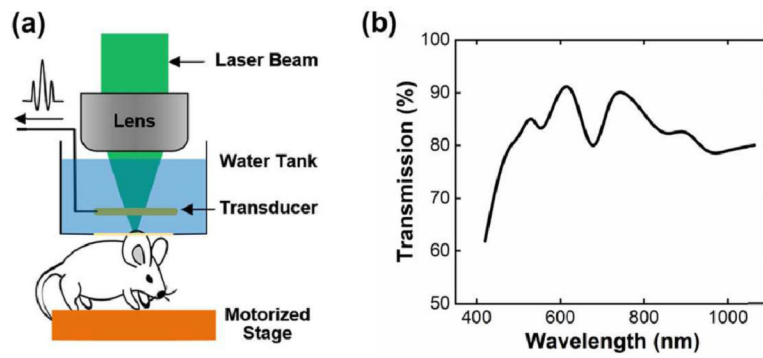 (a)
Laser Beam
Lens
Water Tank
Transducer
Motorized
Stage
(b)
Transmission (%)
100
90
80
70
60
50
400
600
800
1000
Wavelength (nm)